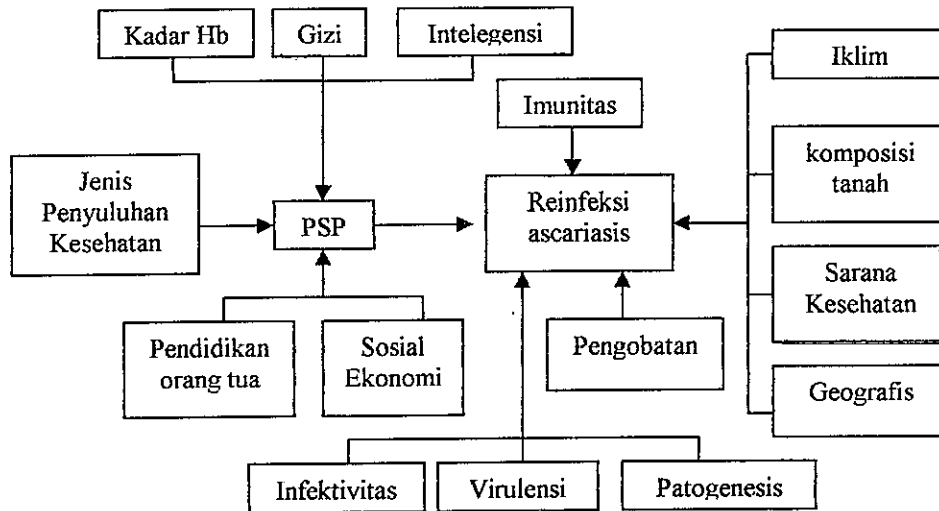 Kadar Hb
Gizi
Intelegensi
Iklim
Imunitas
komposisi
tanah
Jenis
Penyuluhan
Kesehatan
PSP
Reinfeksi
ascariasis
Sarana
Kesehatan
Pendidikan
orang tua
Sosial
Ekonomi
Pengobatan
Geografis
Infektivitas
Virulensi
Patogenesis